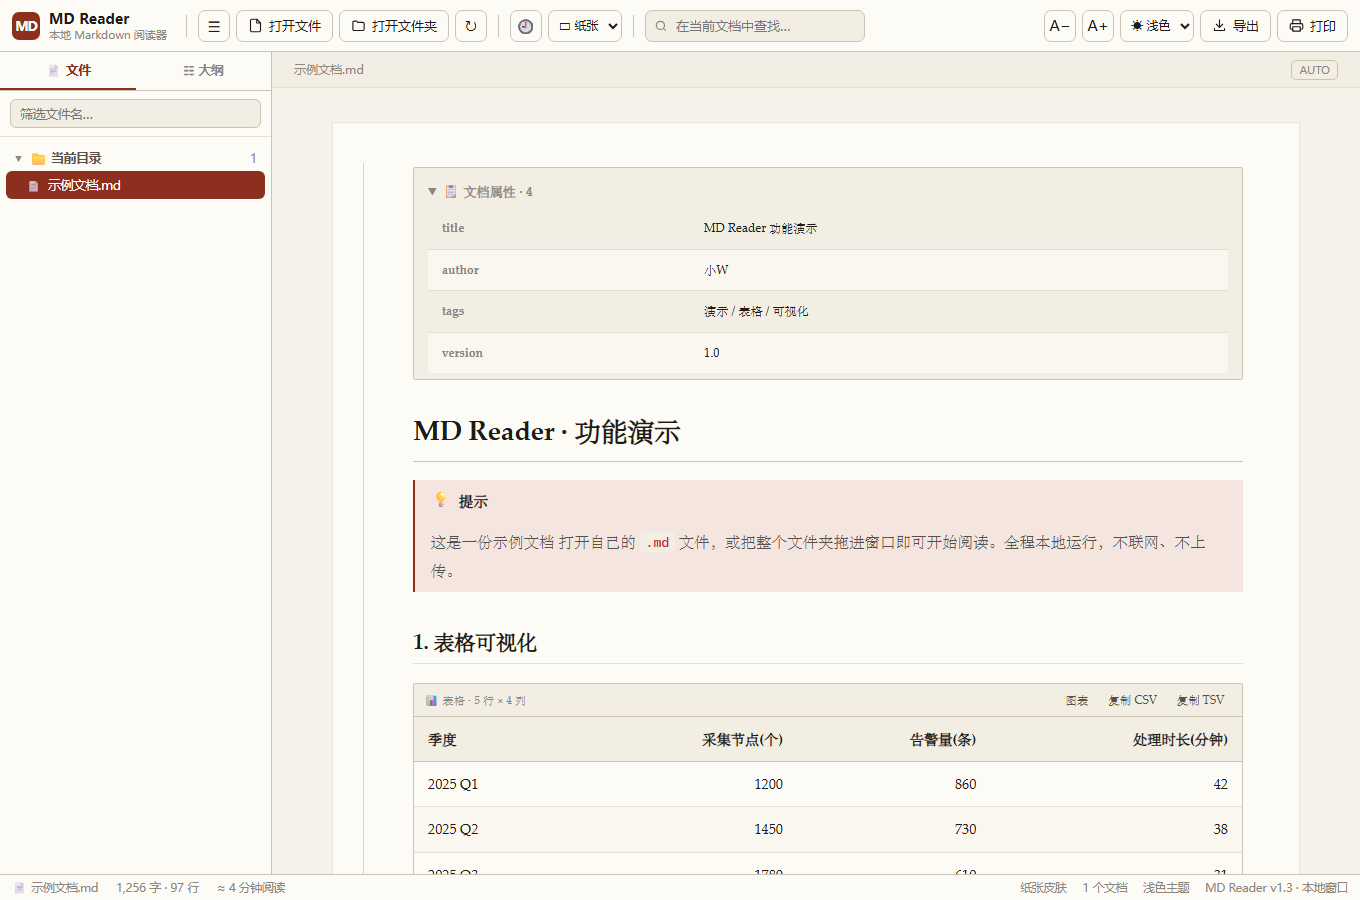 MD
MD Reader
本地 Markdown 阅读器
打开文件
打开文件夹
纸张
在当前文档中查找...
A−
A+
浅色
导出
打印
文件
大纲
筛选文件名...
当前目录 1
示例文档.md
示例文档.md
AUTO
文档属性 · 4
title MD Reader 功能演示
author 小W
tags 演示 / 表格 / 可视化
version 1.0
MD Reader · 功能演示
提示
这是一份示例文档 打开自己的 .md 文件，或把整个文件夹拖进窗口即可开始阅读。全程本地运行，不联网、不上
传。
1. 表格可视化
表格 · 5 行 × 4 列 图表 复制 CSV 复制 TSV
季度 采集节点(个) 告警量(条) 处理时长(分钟)
2025 Q1 1200 860 42
2025 Q2 1450 730 38
2025 Q3 1780 610 31
示例文档.md 1,256 字 · 97 行 ≈ 4 分钟阅读
纸张皮肤 1 个文档 浅色主题 MD Reader v1.3 · 本地窗口